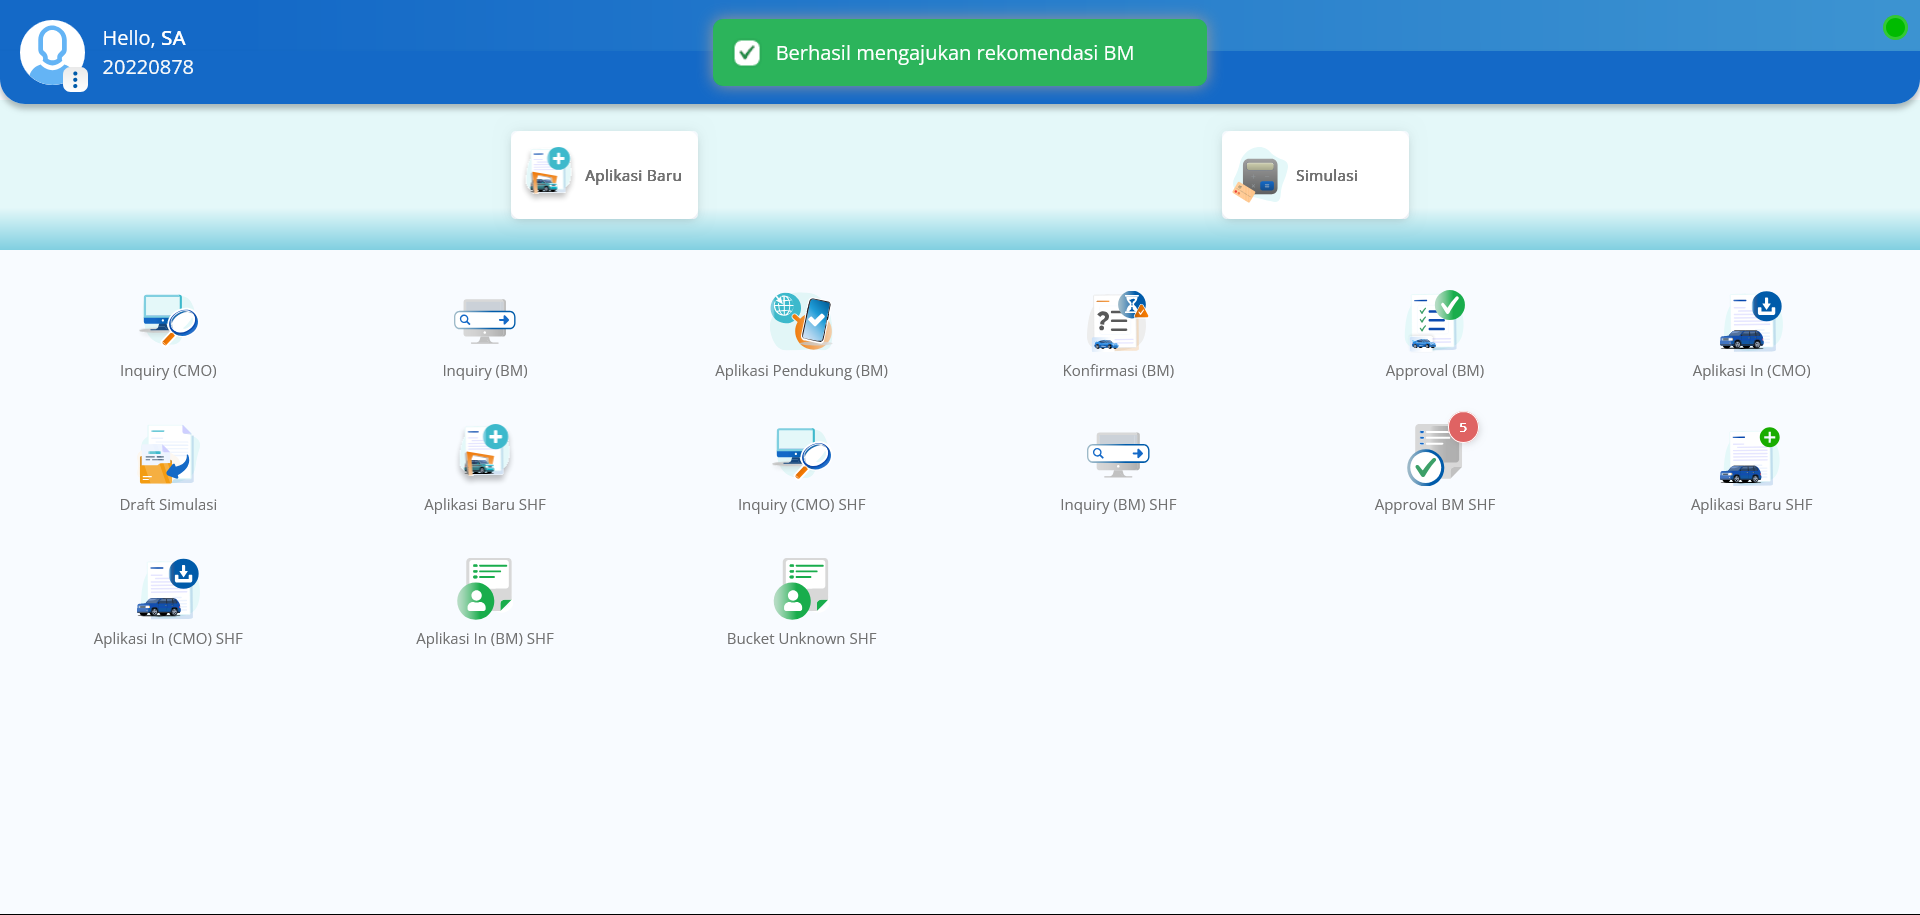 Hello, SA
20220878
Berhasil mengajukan rekomendasi BM
Aplikasi Baru
Simulasi
Inquiry (CMO)
Inquiry (BM)
Aplikasi Pendukung (BM)
Konfirmasi (BM)
Approval (BM)
Aplikasi In (CMO)
5
Draft Simulasi
Aplikasi Baru SHF
Inquiry (CMO) SHF
Inquiry (BM) SHF
Approval BM SHF
Aplikasi Baru SHF
Aplikasi In (CMO) SHF
Aplikasi In (BM) SHF
Bucket Unknown SHF